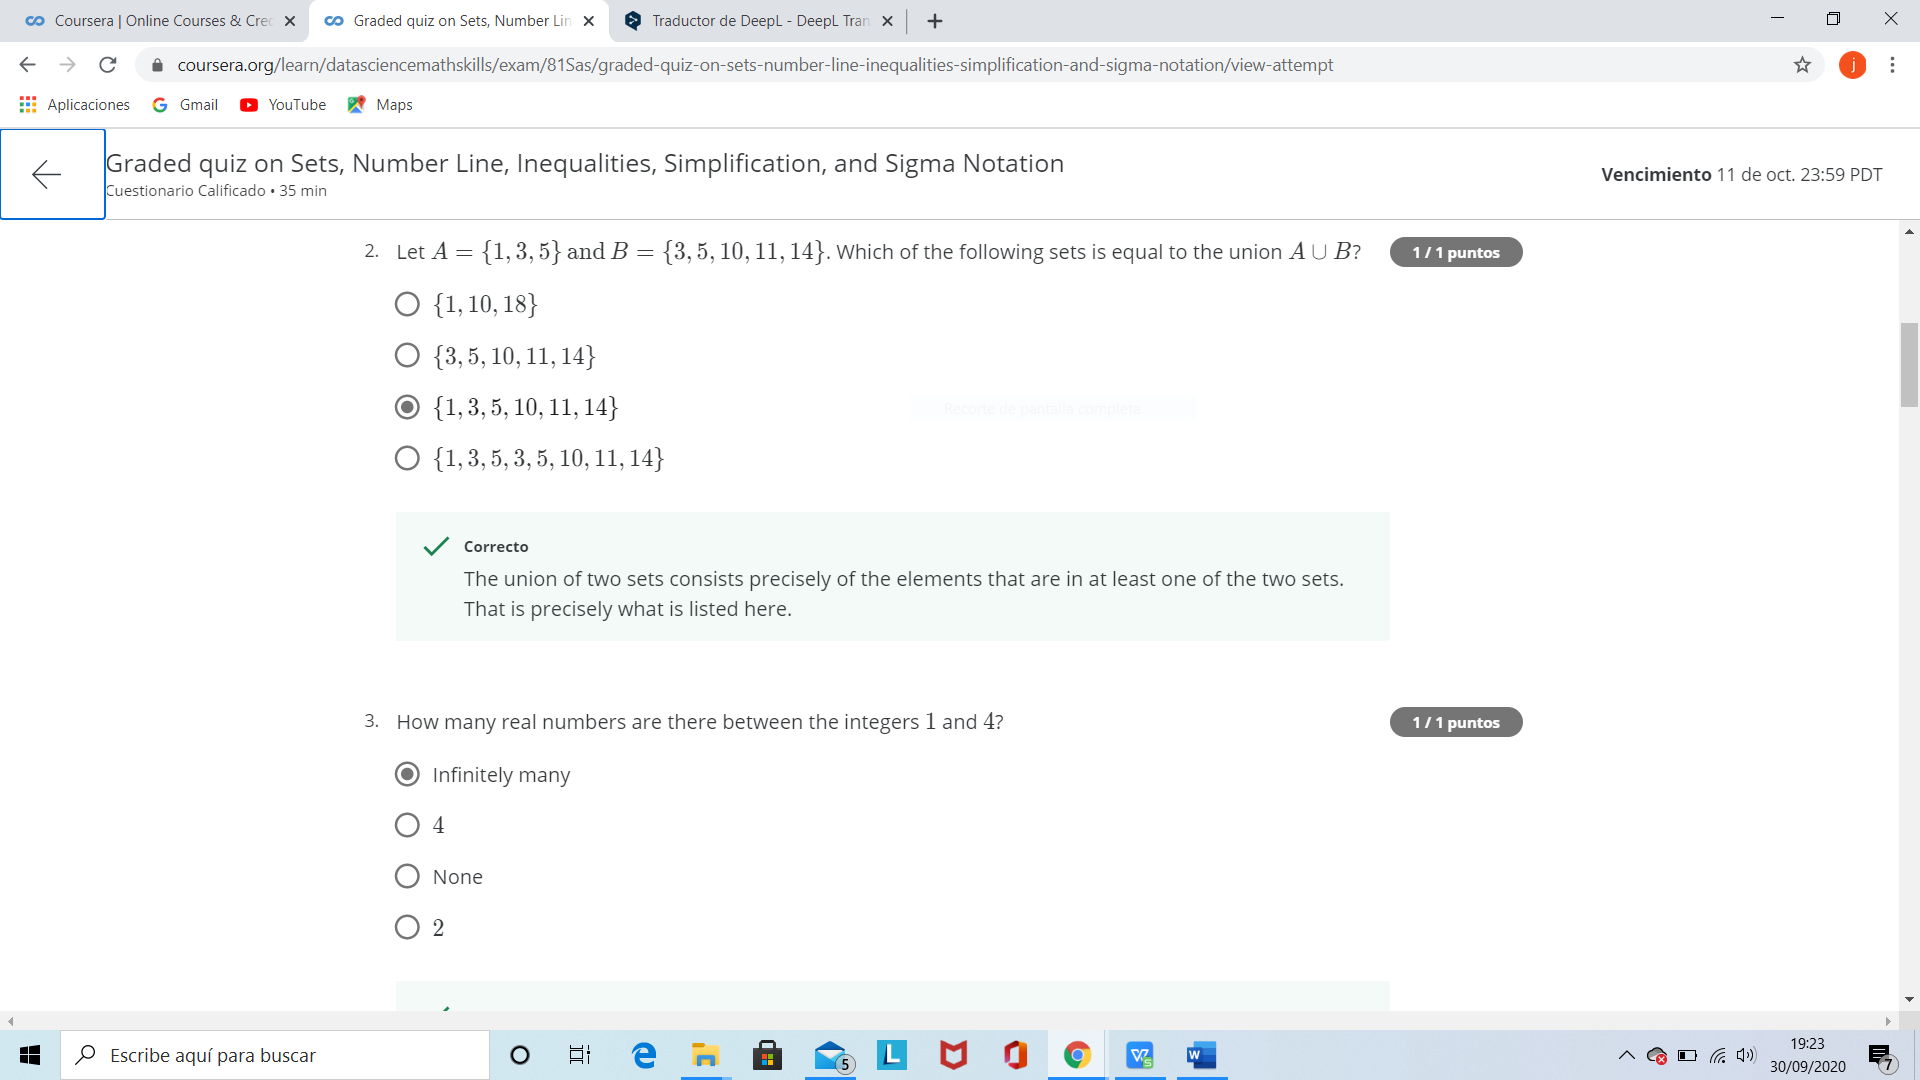 Coursera | Online Courses & Crec
Graded quiz on Sets, Number Lin
Traductor de DeepL - DeepL Tran
coursera.org/learn/datasciencemathskills/exam/81Sas/graded-quiz-on-sets-number-line-inequalities-simplification-and-sigma-notation/view-attempt
j
Aplicaciones
Gmail
YouTube
Maps
Graded quiz on Sets, Number Line, Inequalities, Simplification, and Sigma Notation
Cuestionario Calificado • 35 min
Vencimiento 11 de oct. 23:59 PDT
2. Let A = {1, 3, 5} and B = {3, 5, 10, 11, 14}. Which of the following sets is equal to the union A ∪ B?
1 / 1 puntos
{1, 10, 18}
{3, 5, 10, 11, 14}
{1, 3, 5, 10, 11, 14}
Recorte de pantalla completa
{1, 3, 5, 3, 5, 10, 11, 14}
Correcto
The union of two sets consists precisely of the elements that are in at least one of the two sets.
That is precisely what is listed here.
3. How many real numbers are there between the integers 1 and 4?
1 / 1 puntos
Infinitely many
4
None
2
Escribe aquí para buscar
5
L
W
19:23
30/09/2020
7